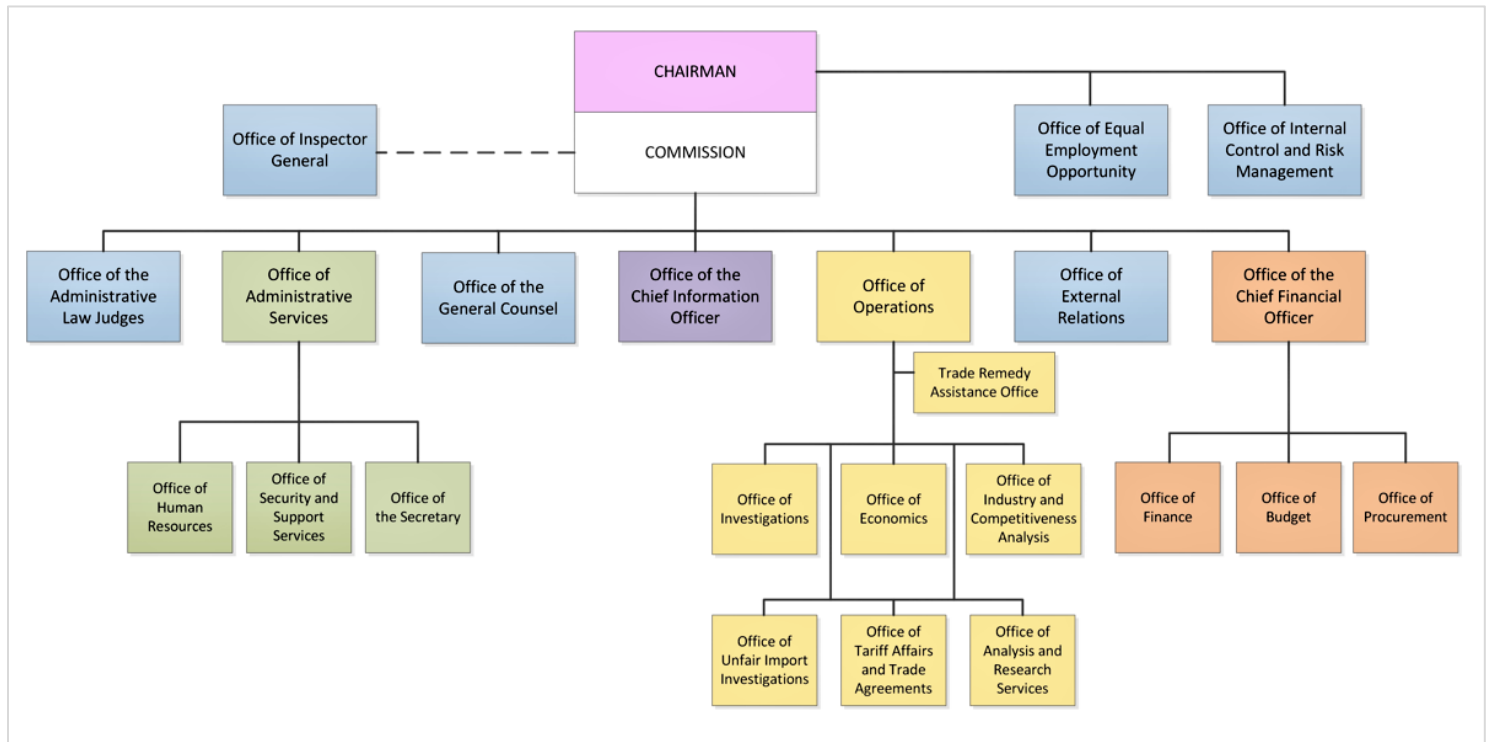 CHAIRMAN
COMMISSION
Office of Inspector
General
Office of Equal
Employment
Opportunity
Office of Internal
Control and Risk
Management
Office of the
Administrative
Law Judges
Office of
Administrative
Services
Office of the
General Counsel
Office of the
Chief Information
Officer
Office of
Operations
Office of
External
Relations
Office of the
Chief Financial
Officer
Trade Remedy
Assistance Office
Office of
Human
Resources
Office of
Security and
Support
Services
Office of
the Secretary
Office of
Investigations
Office of
Economics
Office of
Industry and
Competitiveness
Analysis
Office of
Finance
Office of
Budget
Office of
Procurement
Office of
Unfair Import
Investigations
Office of
Tariff Affairs
and Trade
Agreements
Office of
Analysis and
Research
Services